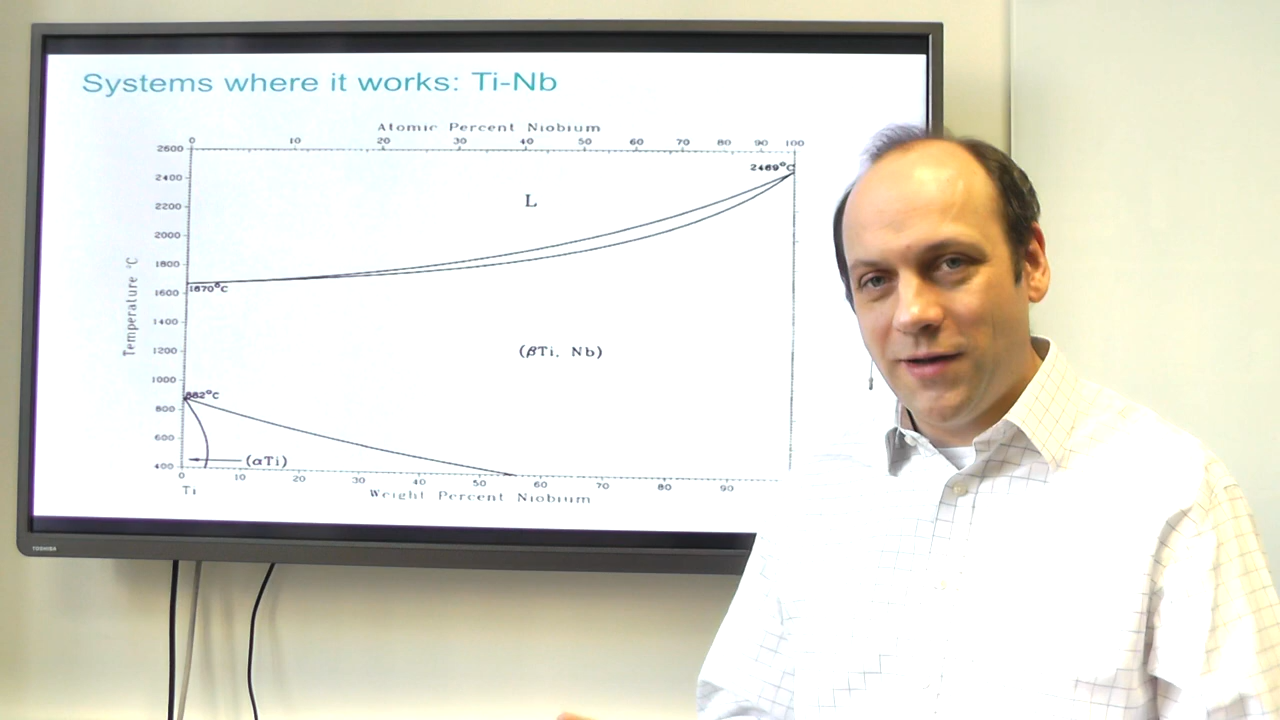 Systems where it works: Ti-Nb
Atomic Percent Niobium
0 10 20 30 40 50 60 70 80 90 100
2600
2469°C
2400
L
2200
2000
1800
Temperature °C
1670°C
1600
1400
1200
(βTi, Nb)
1000
882°C
800
600
(αTi)
400
0 10 20 30 40 50 60 70 80 90
Ti
Weight Percent Niobium
TOSHIBA